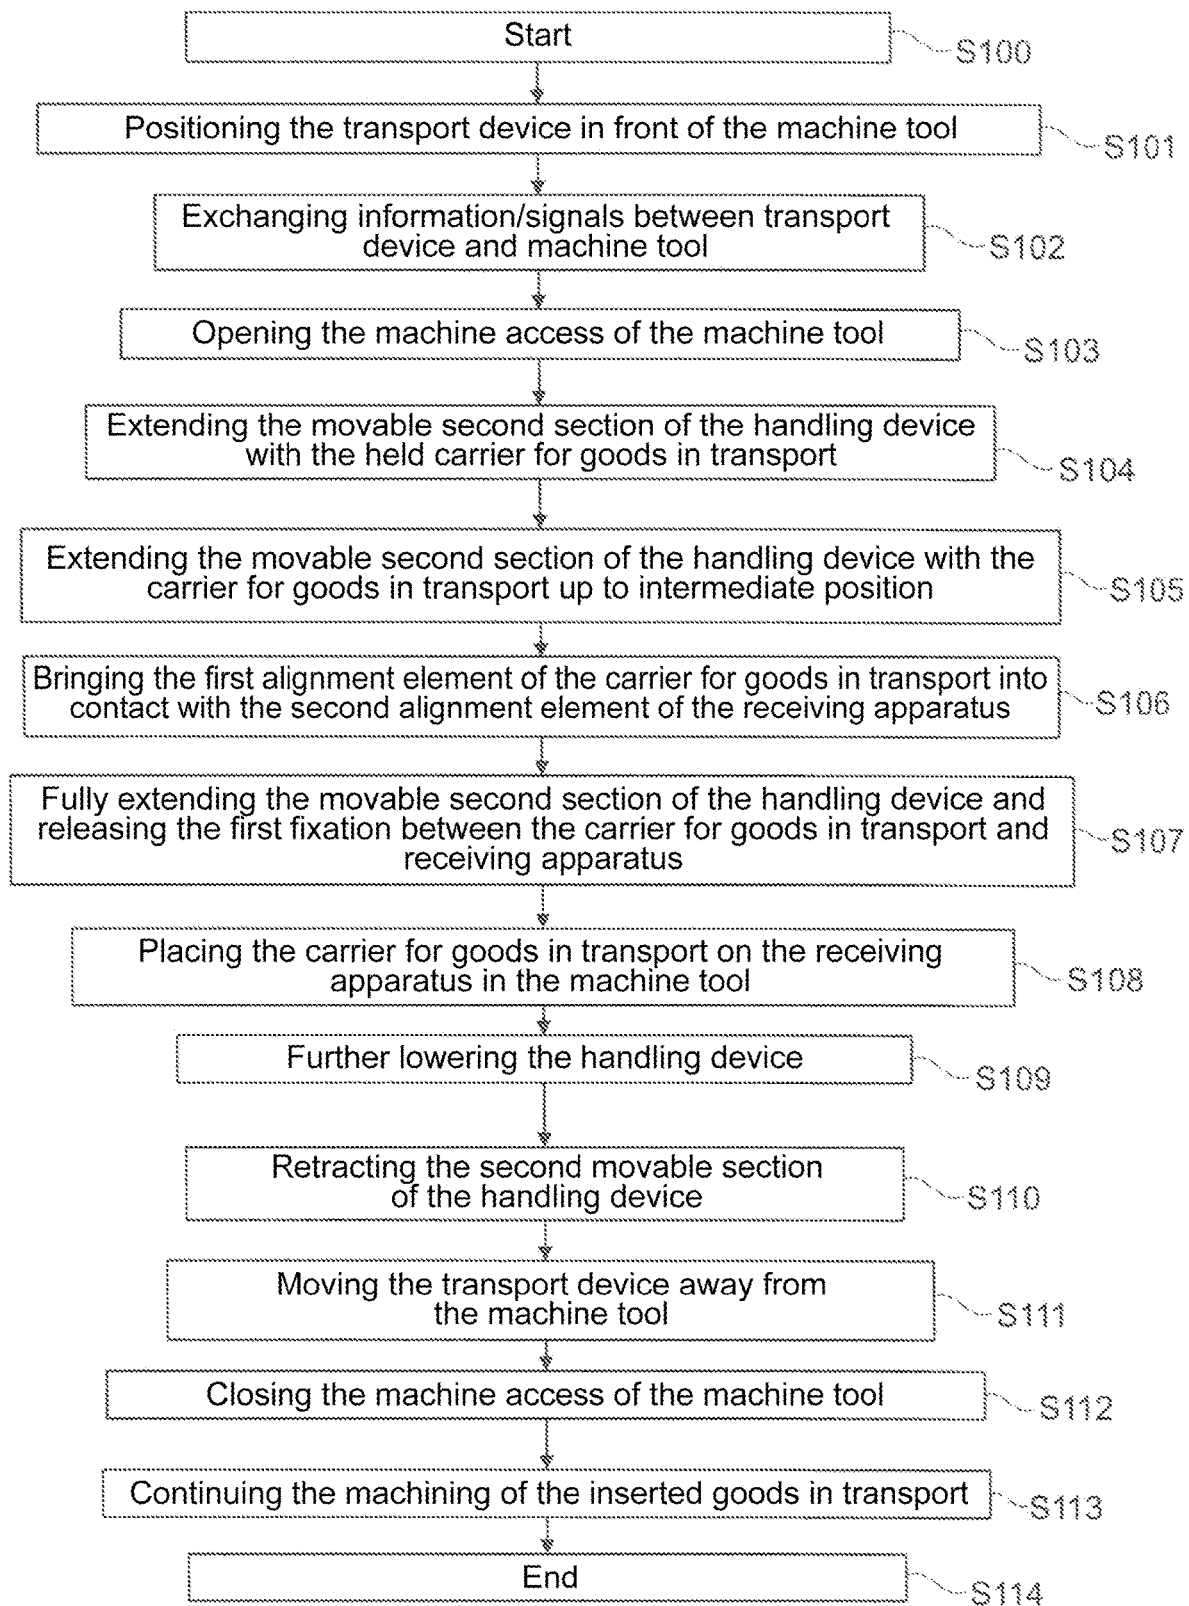 Start
S100
Positioning the transport device in front of the machine tool
S101
Exchanging information/signals between transport
device and machine tool
S102
Opening the machine access of the machine tool
S103
Extending the movable second section of the handling device
with the held carrier for goods in transport
S104
Extending the movable second section of the handling device with the
carrier for goods in transport up to intermediate position
S105
Bringing the first alignment element of the carrier for goods in transport into
contact with the second alignment element of the receiving apparatus
S106
Fully extending the movable second section of the handling device and
releasing the first fixation between the carrier for goods in transport and
receiving apparatus
S107
Placing the carrier for goods in transport on the receiving
apparatus in the machine tool
S108
Further lowering the handling device
S109
Retracting the second movable section
of the handling device
S110
Moving the transport device away from
the machine tool
S111
Closing the machine access of the machine tool
S112
Continuing the machining of the inserted goods in transport
S113
End
S114